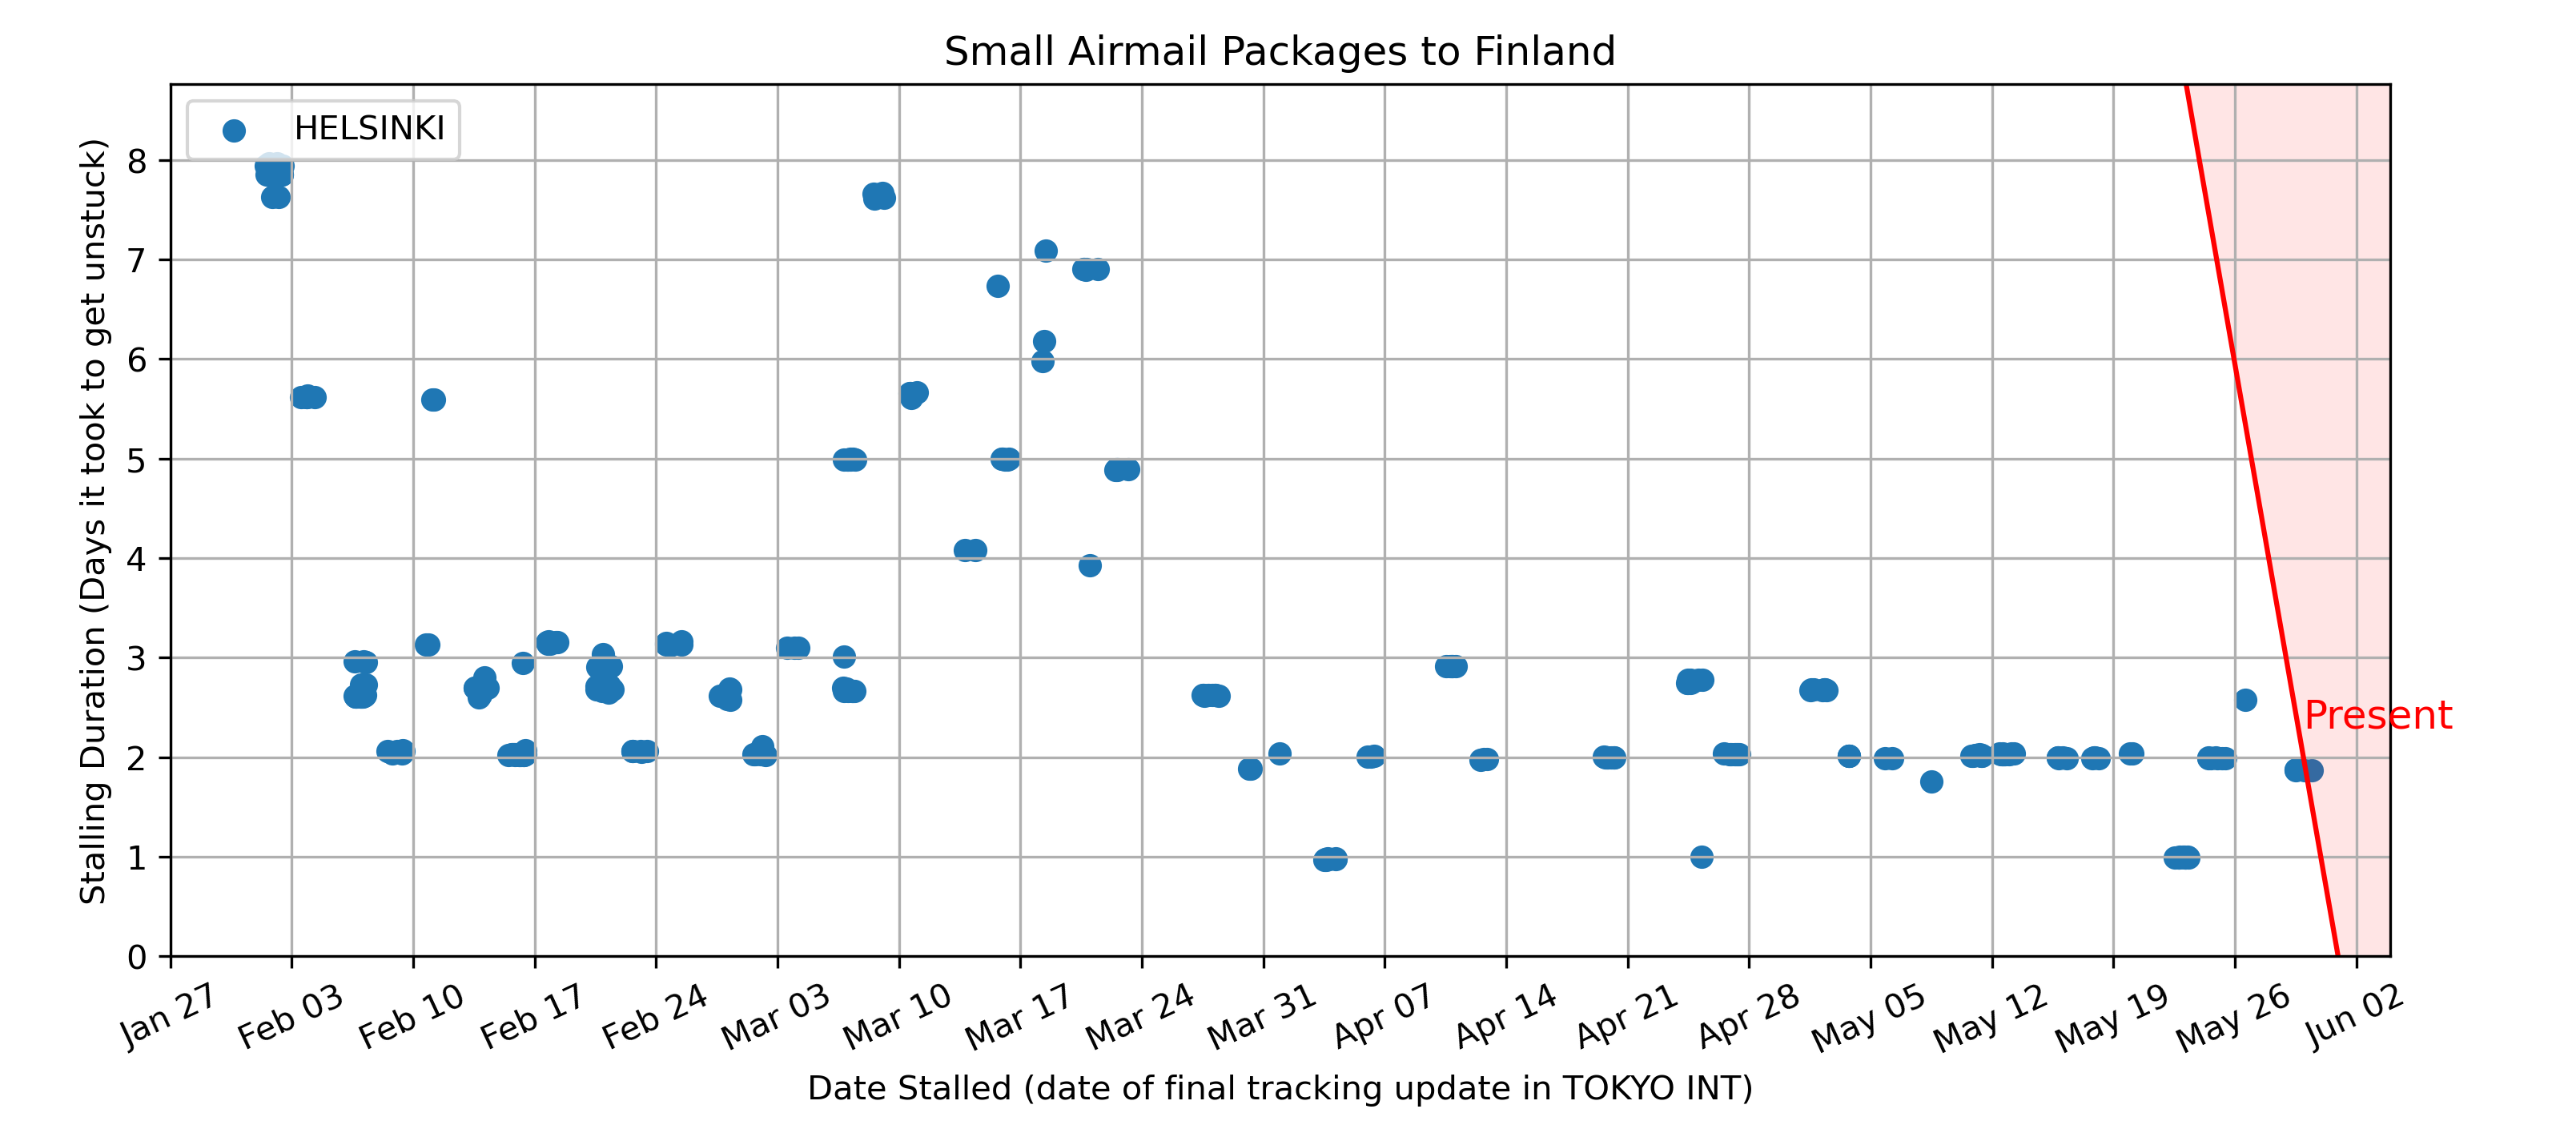 Small Airmail Packages to Finland
HELSINKI
Stalling Duration (Days it took to get unstuck)
8
7
6
5
4
3
2
1
0
Present
Jan 27
Feb 03
Feb 10
Feb 17
Feb 24
Mar 03
Mar 10
Mar 17
Mar 24
Mar 31
Apr 07
Apr 14
Apr 21
Apr 28
May 05
May 12
May 19
May 26
Jun 02
Date Stalled (date of final tracking update in TOKYO INT)